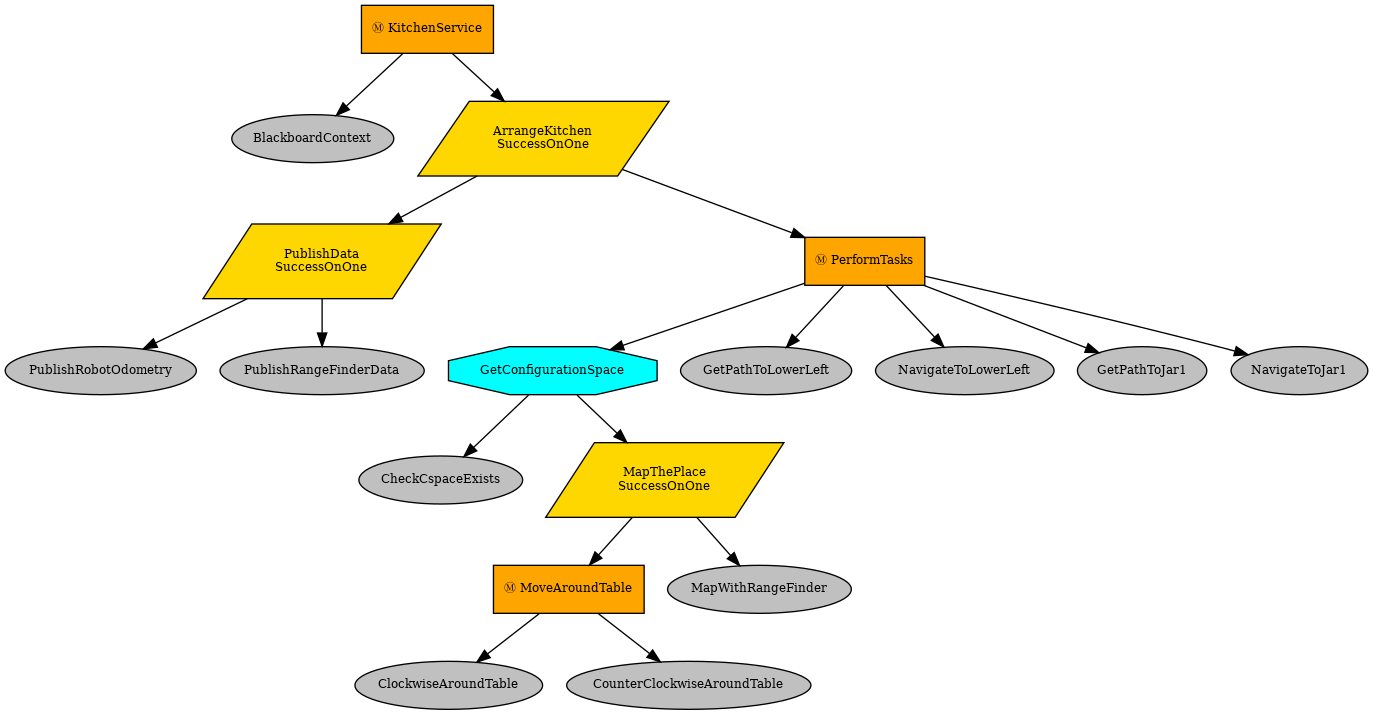 Ⓜ KitchenService
BlackboardContext
ArrangeKitchen
SuccessOnOne
PublishData
SuccessOnOne
Ⓜ PerformTasks
PublishRobotOdometry
PublishRangeFinderData
GetConfigurationSpace
GetPathToLowerLeft
NavigateToLowerLeft
GetPathToJar1
NavigateToJar1
CheckCspaceExists
MapThePlace
SuccessOnOne
Ⓜ MoveAroundTable
MapWithRangeFinder
ClockwiseAroundTable
CounterClockwiseAroundTable